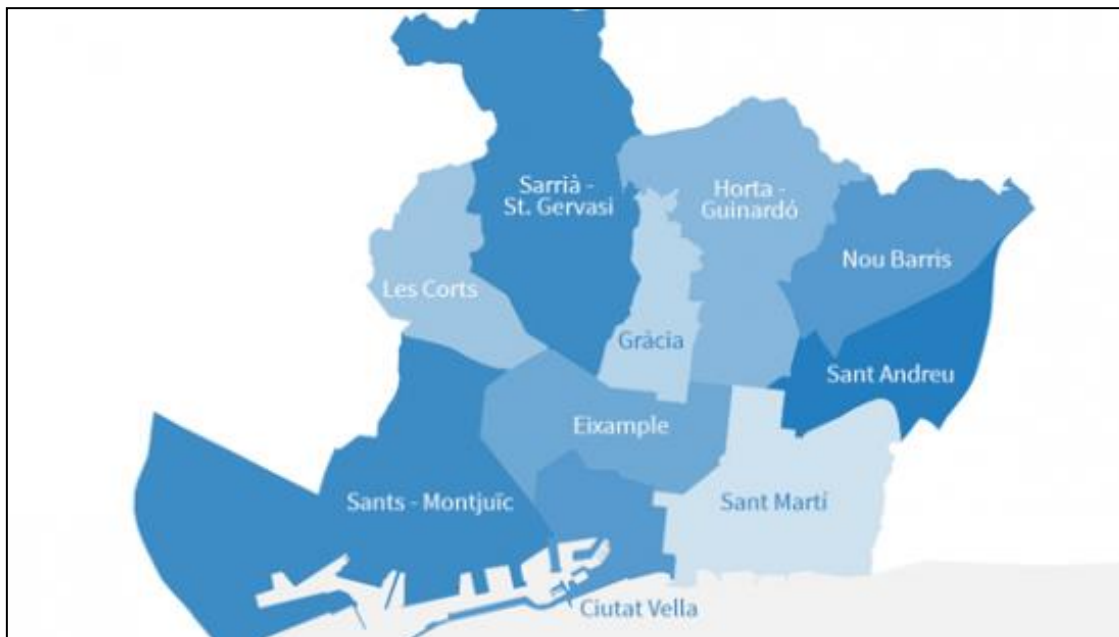 Sarrià -
St. Gervasi
Horta -
Guinardó
Nou Barris
Les Corts
Gràcia
Sant Andreu
Eixample
Sants - Montjuïc
Sant Martí
Ciutat Vella